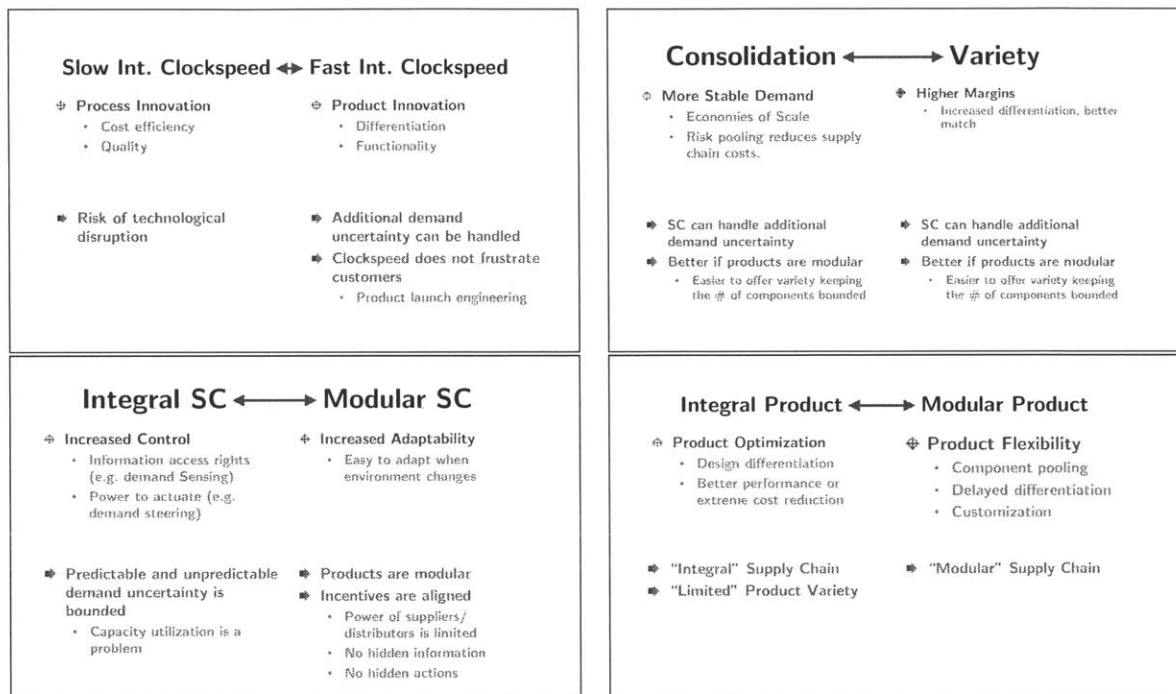 Slow Int. Clockspeed ↔ Fast Int. Clockspeed
Process Innovation
• Cost efficiency
• Quality
Risk of technological
disruption
Product Innovation
• Differentiation
• Functionality
Additional demand
uncertainty can be handled
Clockspeed does not frustrate
customers
• Product launch engineering
Consolidation ↔ Variety
More Stable Demand
• Economies of Scale
• Risk pooling reduces supply
chain costs.
SC can handle additional
demand uncertainty
Better if products are modular
• Easier to offer variety keeping
the # of components bounded
Higher Margins
• Increased differentiation, better
match
SC can handle additional
demand uncertainty
Better if products are modular
• Easier to offer variety keeping
the # of components bounded
Integral SC ↔ Modular SC
Increased Control
• Information access rights
(e.g. demand Sensing)
• Power to actuate (e.g.
demand steering)
Predictable and unpredictable
demand uncertainty is
bounded
• Capacity utilization is a
problem
Increased Adaptability
• Easy to adapt when
environment changes
Products are modular
Incentives are aligned
• Power of suppliers/
distributors is limited
• No hidden information
• No hidden actions
Integral Product ↔ Modular Product
Product Optimization
• Design differentiation
• Better performance or
extreme cost reduction
"Integral" Supply Chain
"Limited" Product Variety
Product Flexibility
• Component pooling
• Delayed differentiation
• Customization
"Modular" Supply Chain